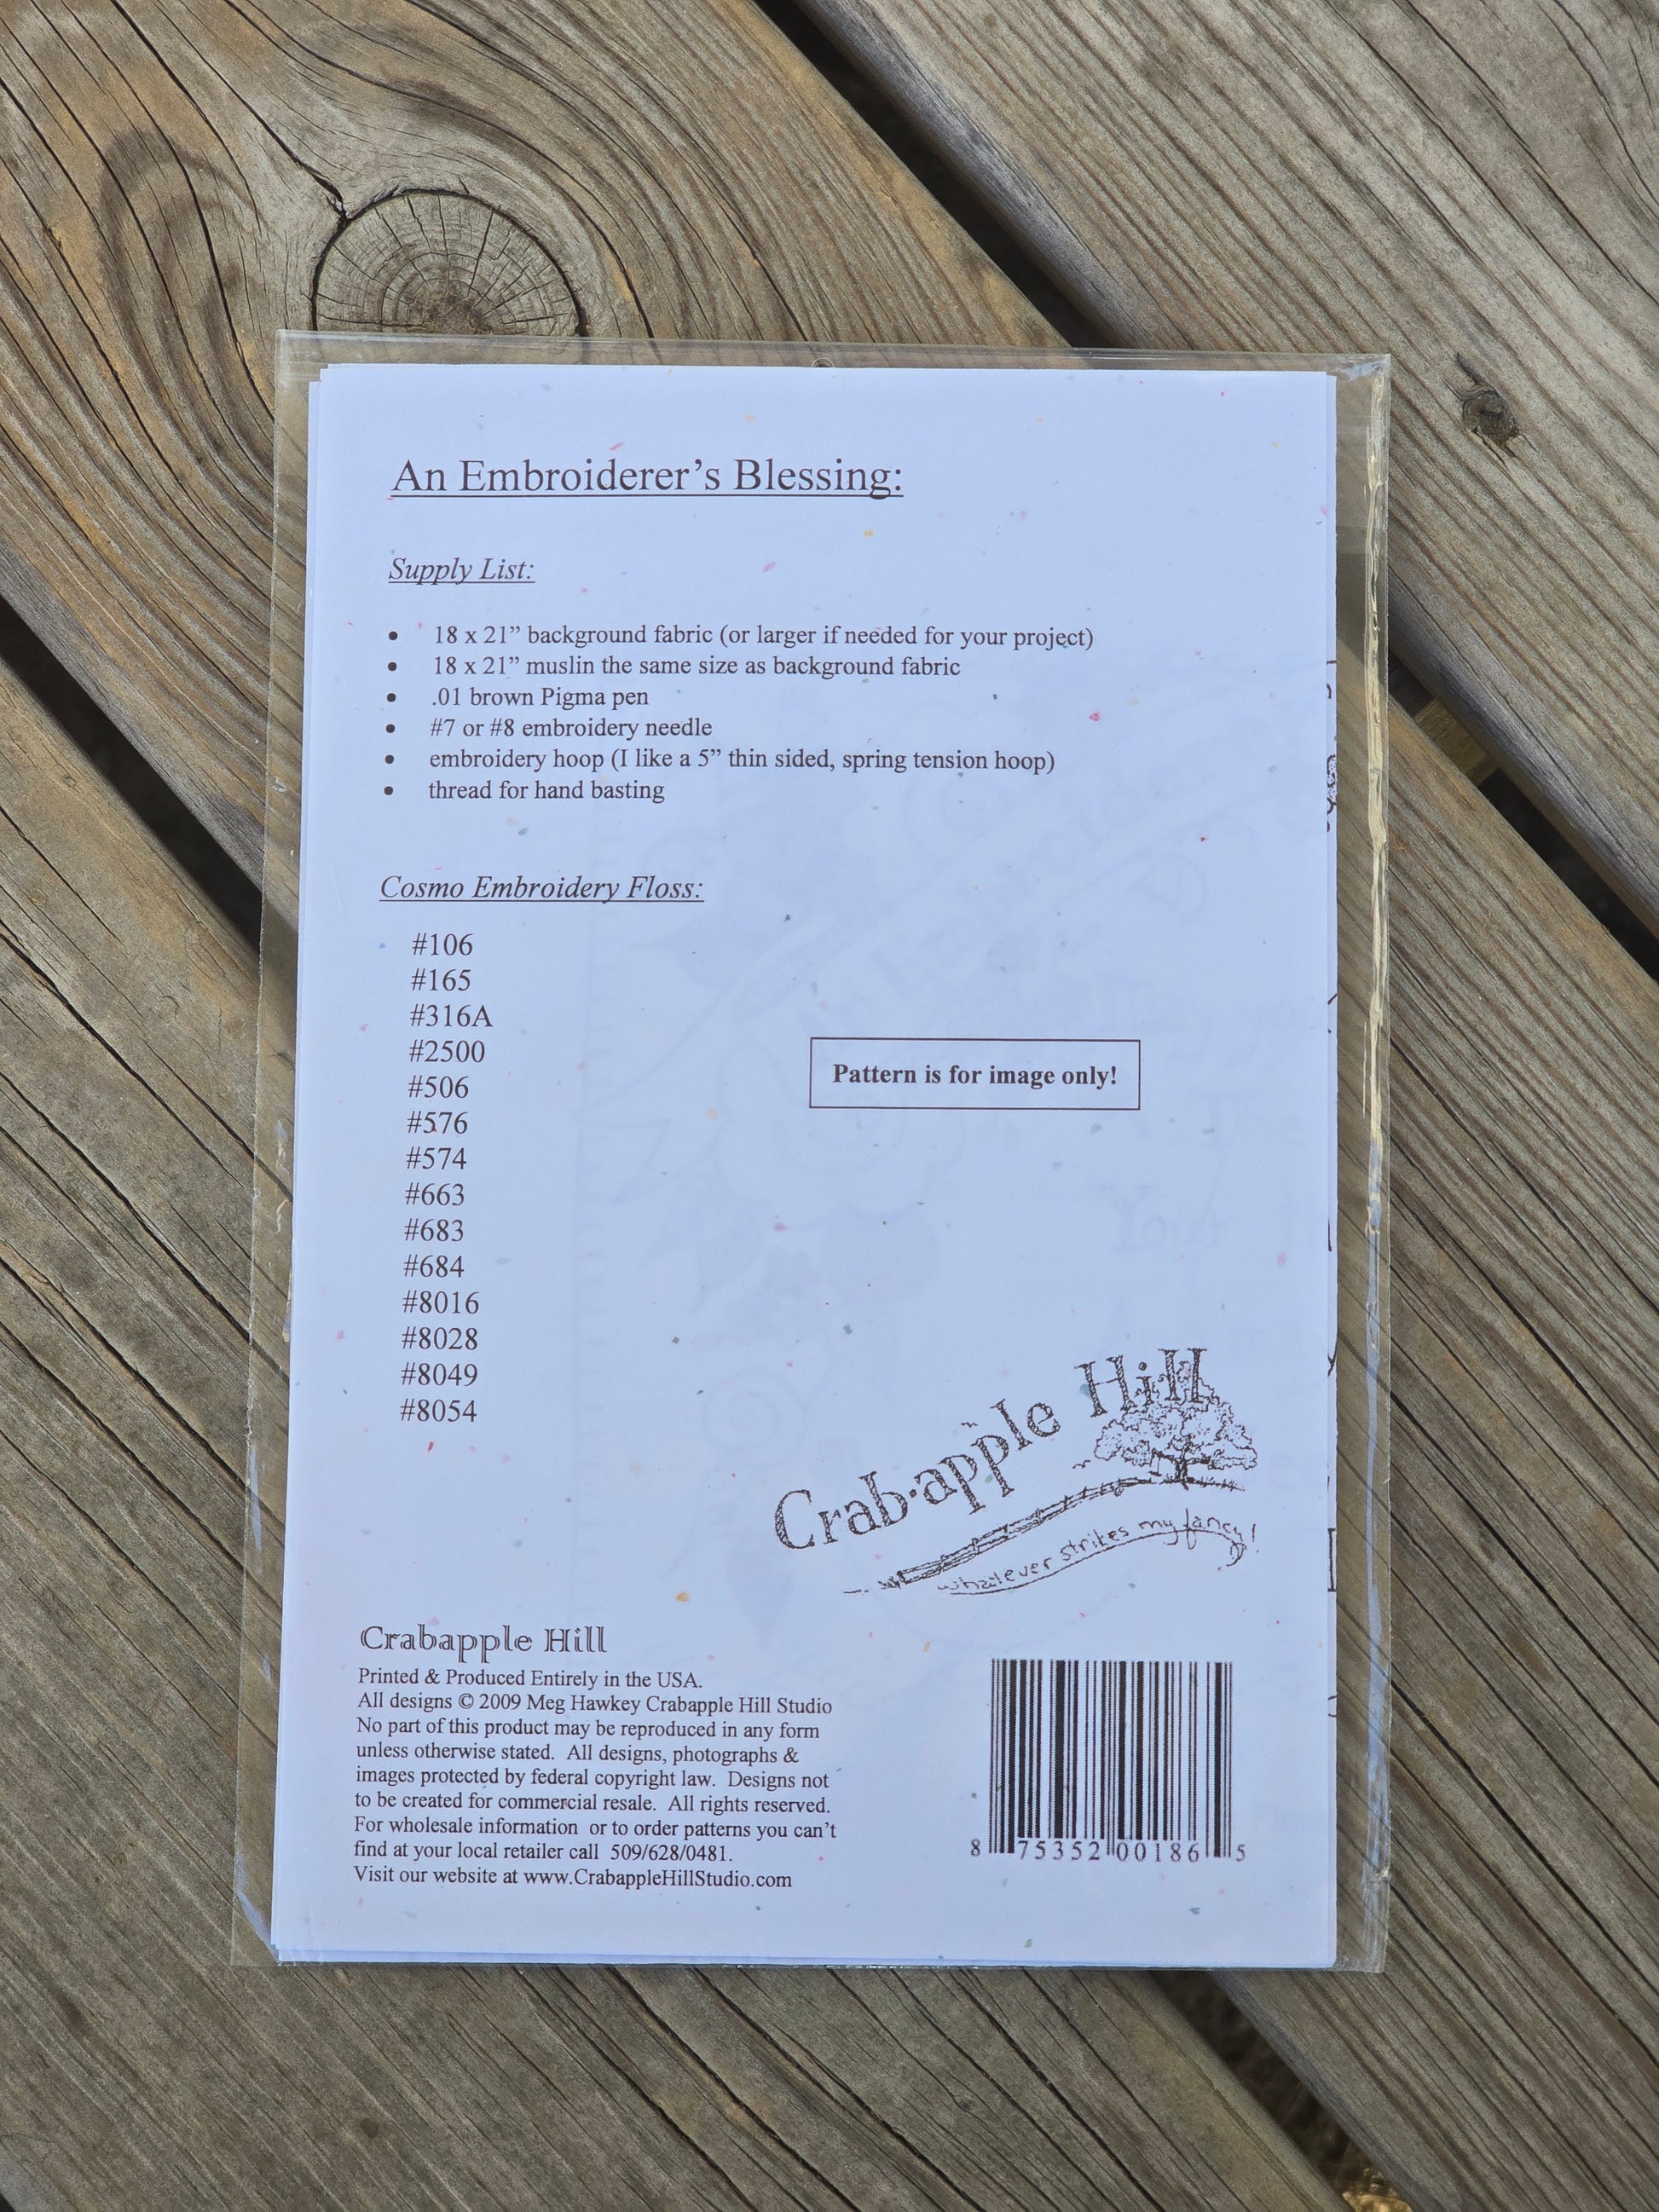 An Embroiderer’s Blessing:
Supply List:
• 18 x 21” background fabric (or larger if needed for your project)
• 18 x 21” muslin the same size as background fabric
• .01 brown Pigma pen
• #7 or #8 embroidery needle
• embroidery hoop (I like a 5” thin sided, spring tension hoop)
• thread for hand basting
Cosmo Embroidery Floss:
#106
#165
#316A
#2500
#506
#576
#574
#663
#683
#684
#8016
#8028
#8049
#8054
Pattern is for image only!
Crab·apple Hill
whatever strikes my fancy!
Crabapple Hill
Printed & Produced Entirely in the USA.
All designs © 2009 Meg Hawkey Crabapple Hill Studio
No part of this product may be reproduced in any form
unless otherwise stated. All designs, photographs &
images protected by federal copyright law. Designs not
to be created for commercial resale. All rights reserved.
For wholesale information or to order patterns you can’t
find at your local retailer call 509/628/0481.
Visit our website at www.CrabappleHillStudio.com
8 75352 00186 5